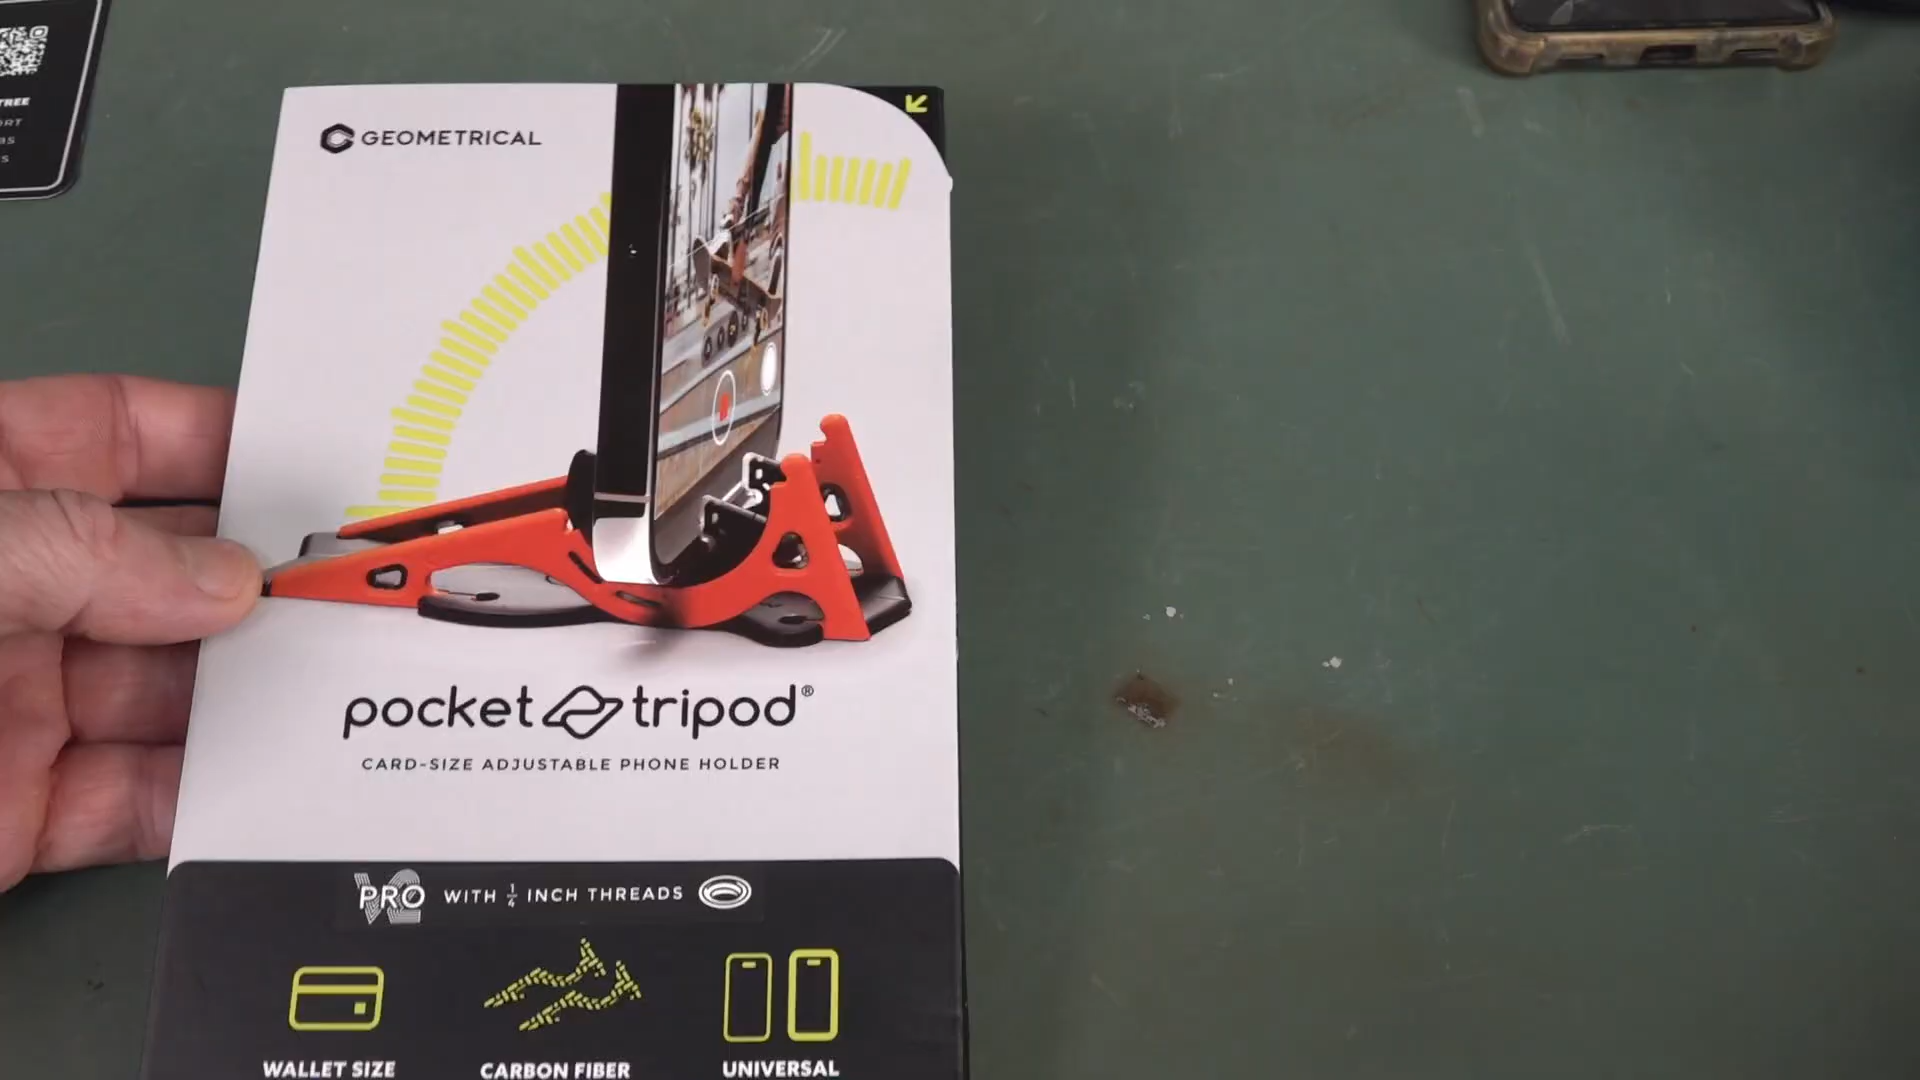 GEOMETRICAL
pocket tripod®
CARD-SIZE ADJUSTABLE PHONE HOLDER
PRO V2 WITH 1/4 INCH THREADS
WALLET SIZE
CARBON FIBER
UNIVERSAL